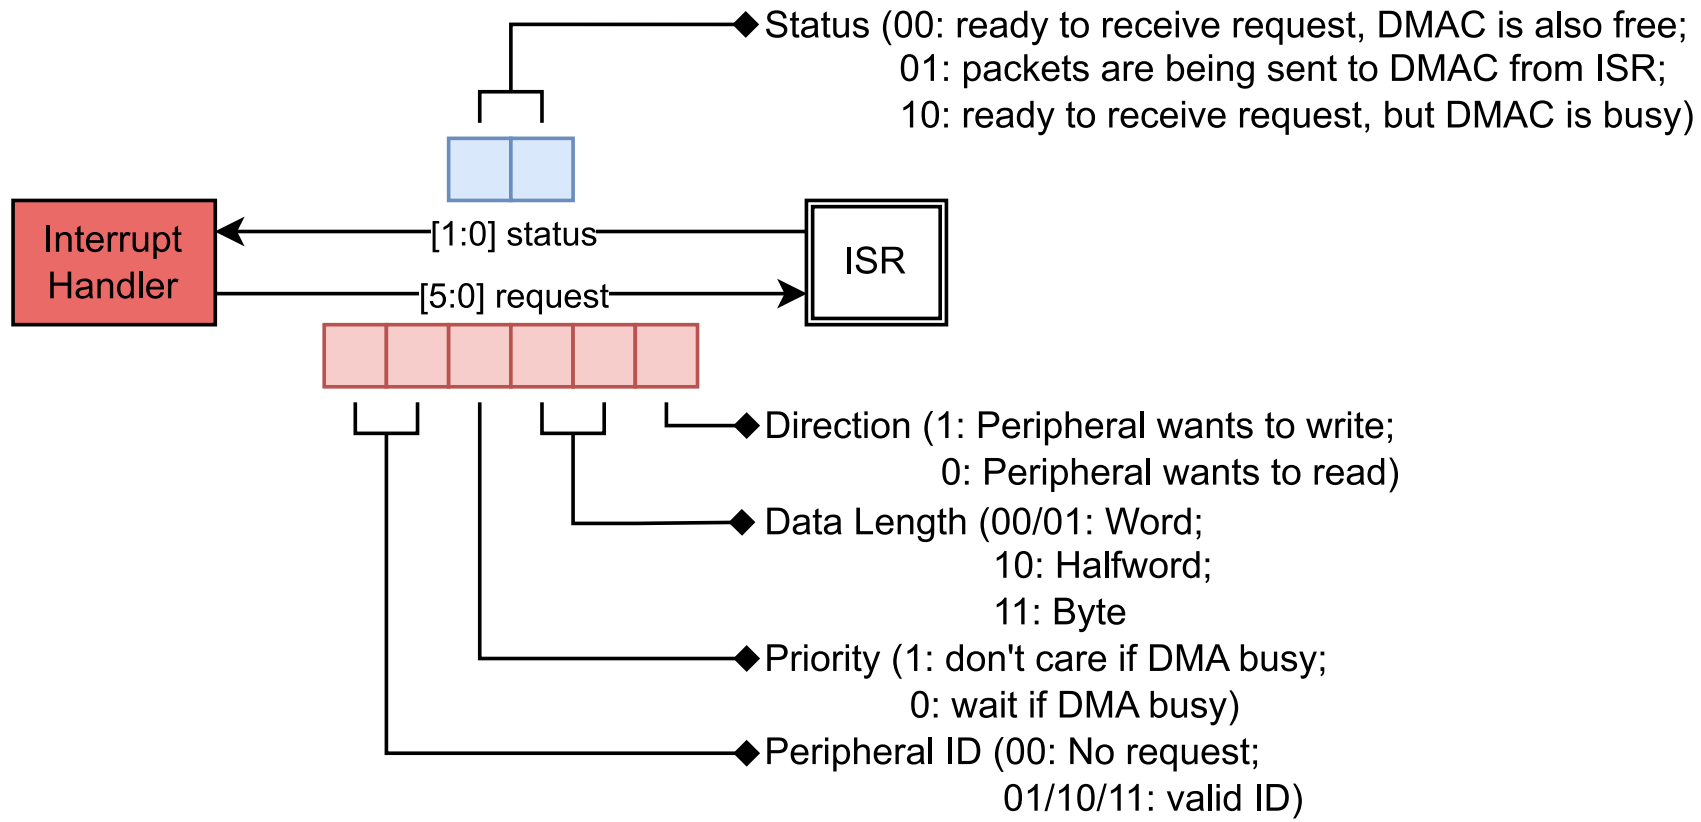 Status (00: ready to receive request, DMAC is also free;
01: packets are being sent to DMAC from ISR;
10: ready to receive request, but DMAC is busy)
Interrupt
Handler
[1:0] status
ISR
[5:0] request
Direction (1: Peripheral wants to write;
0: Peripheral wants to read)
Data Length (00/01: Word;
10: Halfword;
11: Byte
Priority (1: don't care if DMA busy;
0: wait if DMA busy)
Peripheral ID (00: No request;
01/10/11: valid ID)